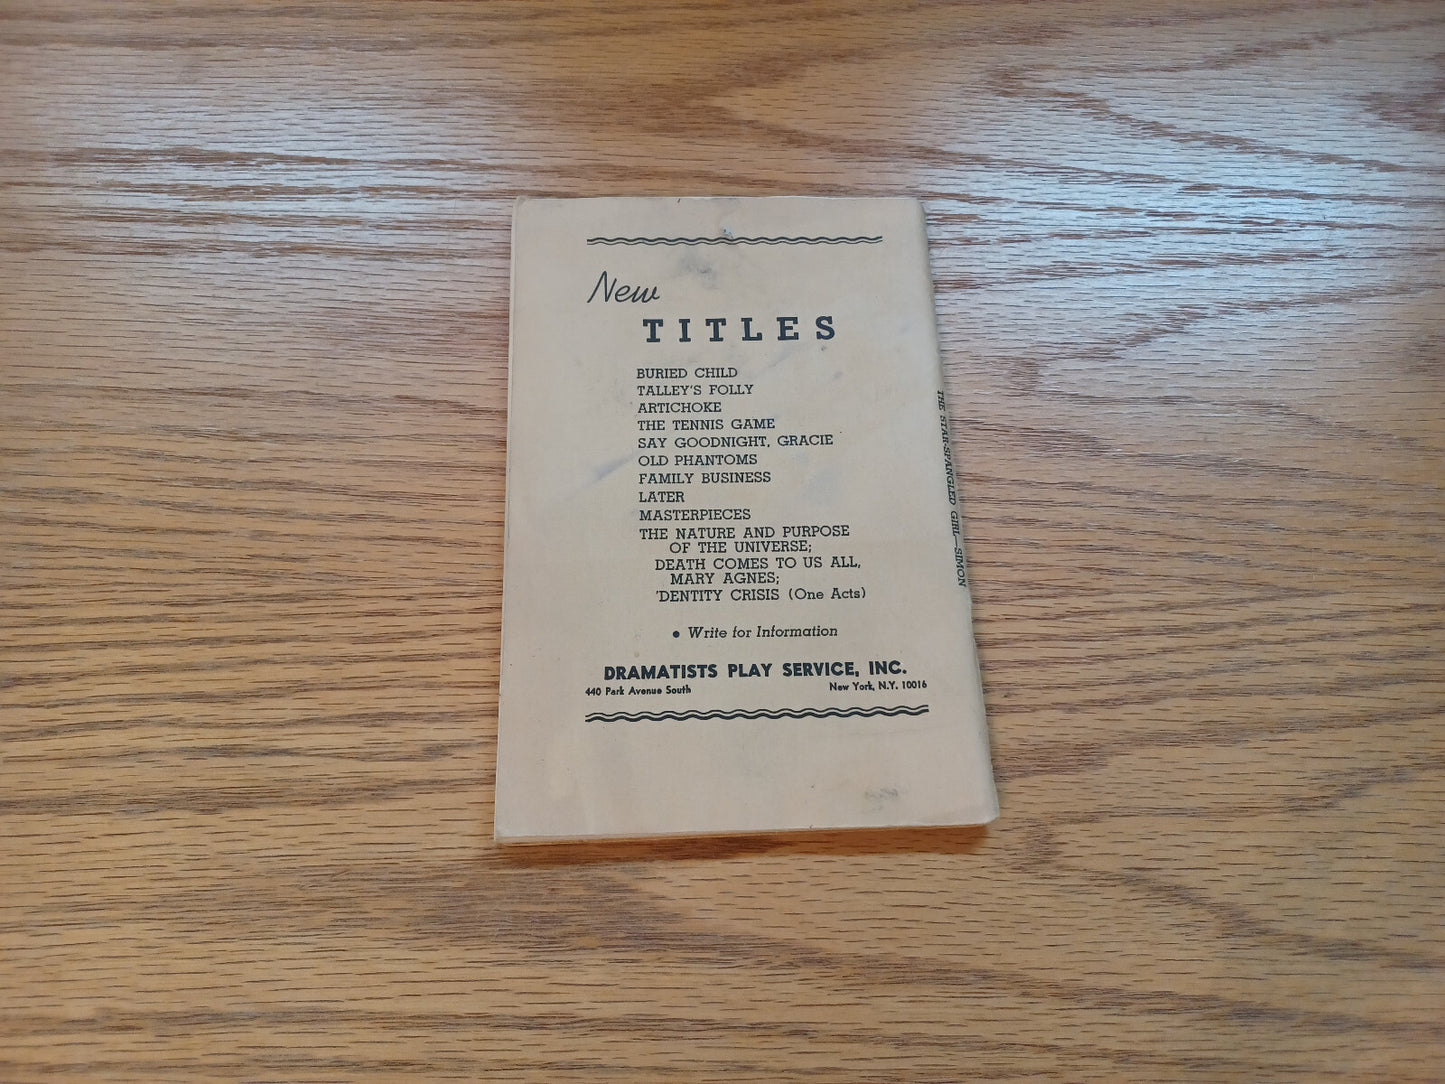 New
TITLES
BURIED CHILD
TALLEY'S FOLLY
ARTICHOKE
THE TENNIS GAME
SAY GOODNIGHT, GRACIE
OLD PHANTOMS
FAMILY BUSINESS
LATER
MASTERPIECES
THE NATURE AND PURPOSE
OF THE UNIVERSE;
DEATH COMES TO US ALL,
MARY AGNES;
'DENTITY CRISIS (One Acts)
• Write for Information
DRAMATISTS PLAY SERVICE, INC.
440 Park Avenue South New York, N.Y. 10016
THE STAR-SPANGLED GIRL—SIMON